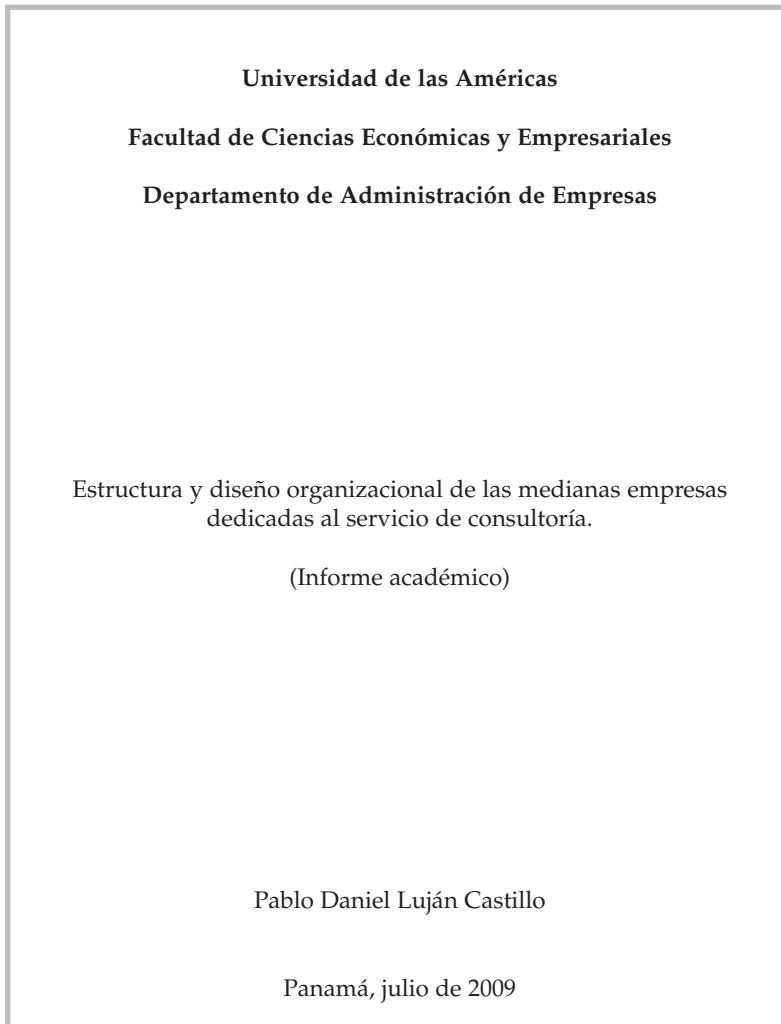 Universidad de las Américas
Facultad de Ciencias Económicas y Empresariales
Departamento de Administración de Empresas
Estructura y diseño organizacional de las medianas empresas
dedicadas al servicio de consultoría.
(Informe académico)
Pablo Daniel Luján Castillo
Panamá, julio de 2009